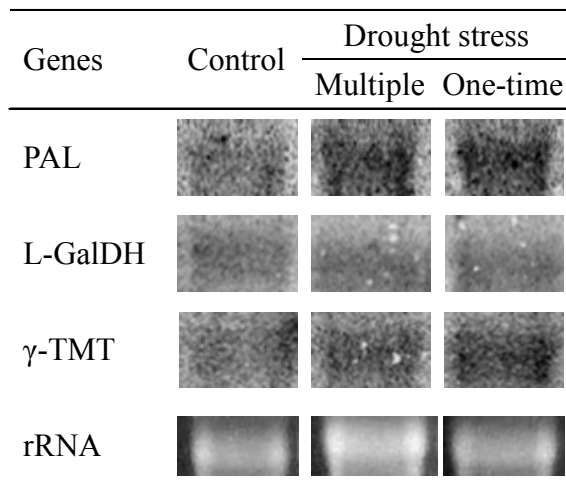 Genes Control Drought stress
Multiple One-time
PAL
L-GalDH
γ-TMT
rRNA